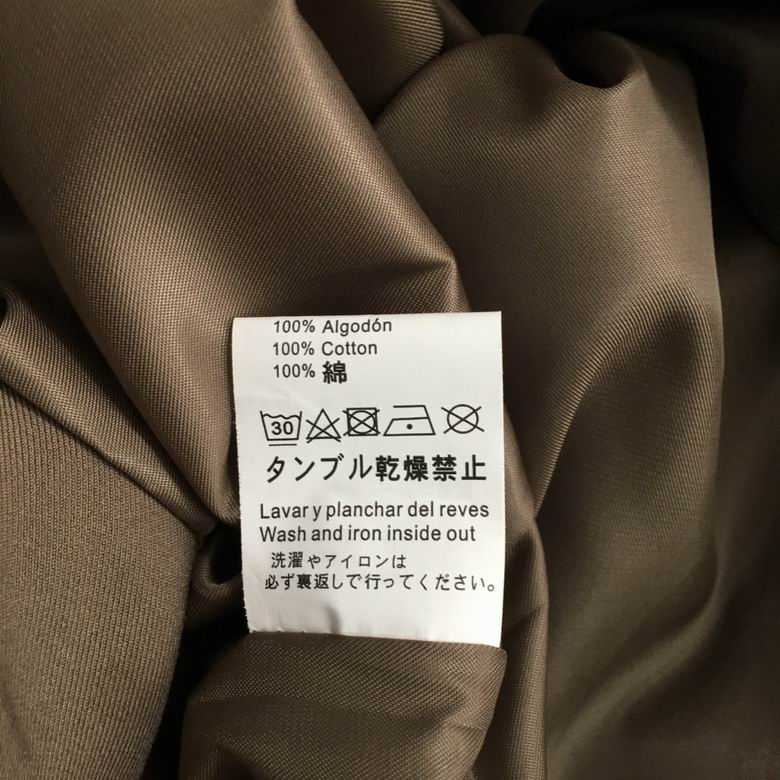 100% Algodón
100% Cotton
100% 綿
30
タンブル乾燥禁止
Lavar y planchar del reves
Wash and iron inside out
洗濯やアイロンは
必ず裏返しで行ってください。